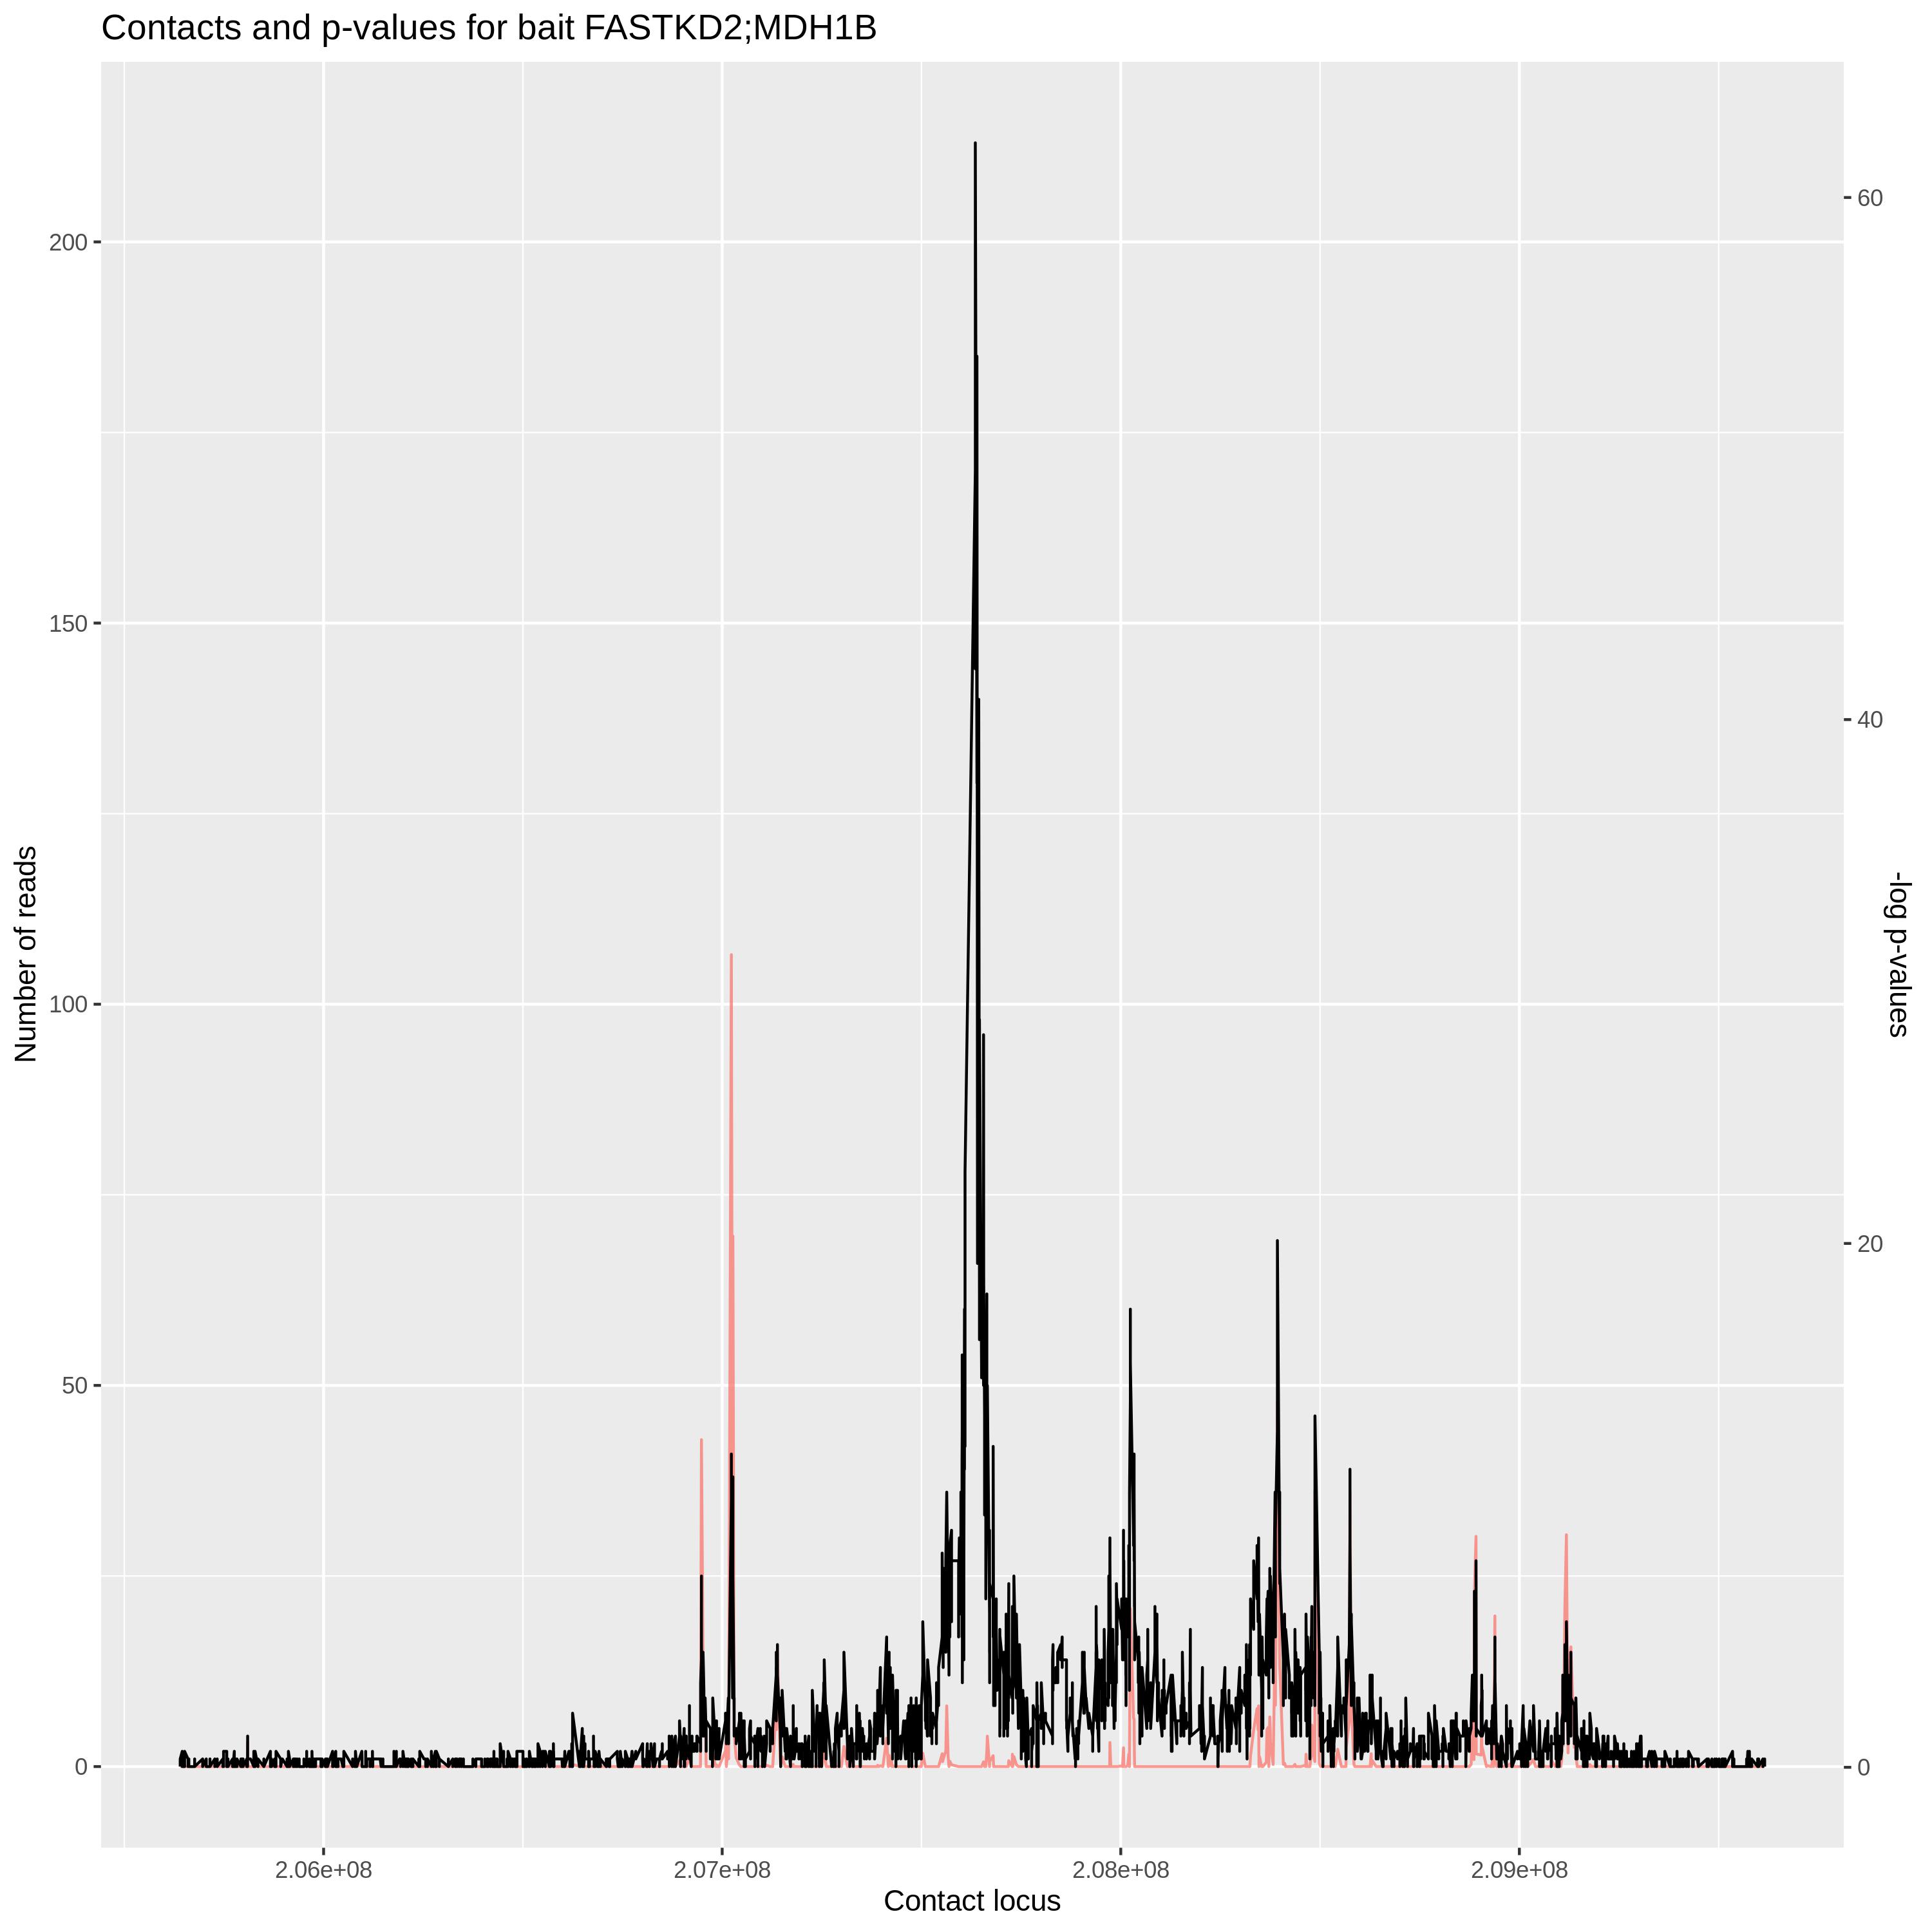 Contacts and p-values for bait FASTKD2;MDH1B
Number of reads
200
150
100
50
0
60
40
20
0
-log p-values
2.06e+08 2.07e+08 2.08e+08 2.09e+08
Contact locus